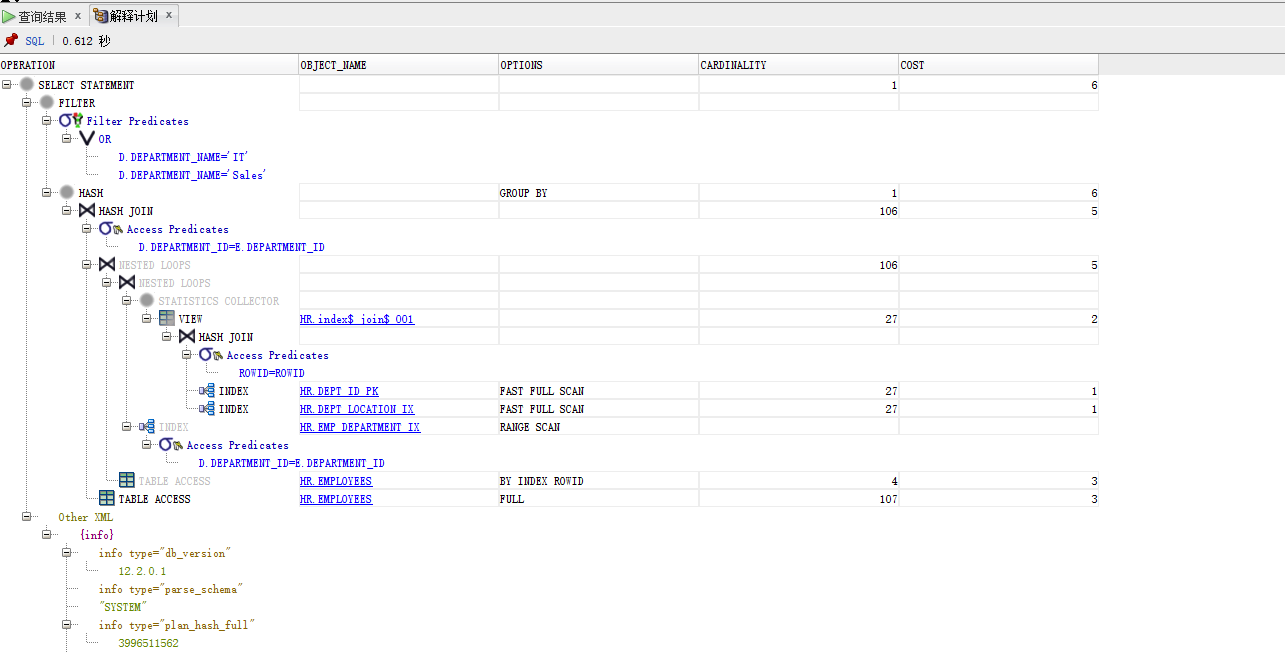 查询结果 x 解释计划 x
SQL | 0.612 秒
OPERATION OBJECT_NAME OPTIONS CARDINALITY COST
SELECT STATEMENT 1 6
FILTER
Filter Predicates
OR
D.DEPARTMENT_NAME='IT'
D.DEPARTMENT_NAME='Sales'
HASH GROUP BY 1 6
HASH JOIN 106 5
Access Predicates
D.DEPARTMENT_ID=E.DEPARTMENT_ID
NESTED LOOPS 106 5
NESTED LOOPS
STATISTICS COLLECTOR
VIEW HR.index$_join$_001 27 2
HASH JOIN
Access Predicates
ROWID=ROWID
INDEX HR.DEPT_ID_PK FAST FULL SCAN 27 1
INDEX HR.DEPT_LOCATION_IX FAST FULL SCAN 27 1
INDEX HR.EMP_DEPARTMENT_IX RANGE SCAN
Access Predicates
D.DEPARTMENT_ID=E.DEPARTMENT_ID
TABLE ACCESS HR.EMPLOYEES BY INDEX ROWID 4 3
TABLE ACCESS HR.EMPLOYEES FULL 107 3
Other XML
{info}
info type="db_version"
12.2.0.1
info type="parse_schema"
"SYSTEM"
info type="plan_hash_full"
3996511562